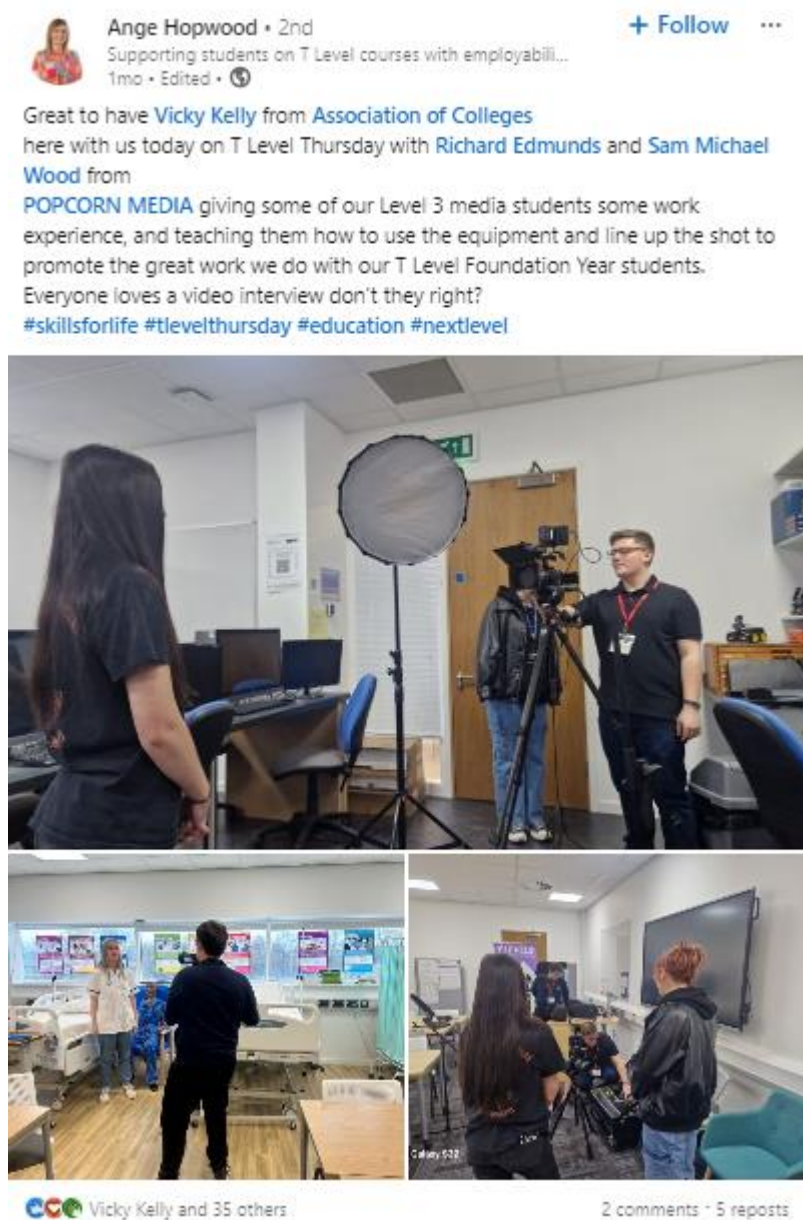 Ange Hopwood • 2nd
+ Follow ...
Supporting students on T Level courses with employabili...
1mo • Edited •
Great to have Vicky Kelly from Association of Colleges
here with us today on T Level Thursday with Richard Edmunds and Sam Michael
Wood from
POPCORN MEDIA giving some of our Level 3 media students some work
experience, and teaching them how to use the equipment and line up the shot to
promote the great work we do with our T Level Foundation Year students.
Everyone loves a video interview don't they right?
#skillsforlife #tlevelthursday #education #nextlevel
Vicky Kelly and 35 others
2 comments · 5 reposts